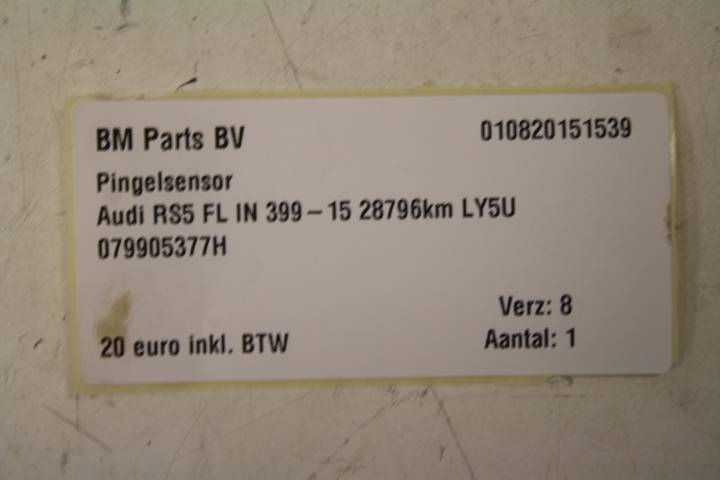 BM Parts BV 010820151539
Pingelsensor
Audi RS5 FL IN 399-15 28796km LY5U
079905377H
Verz: 8
20 euro inkl. BTW Aantal: 1